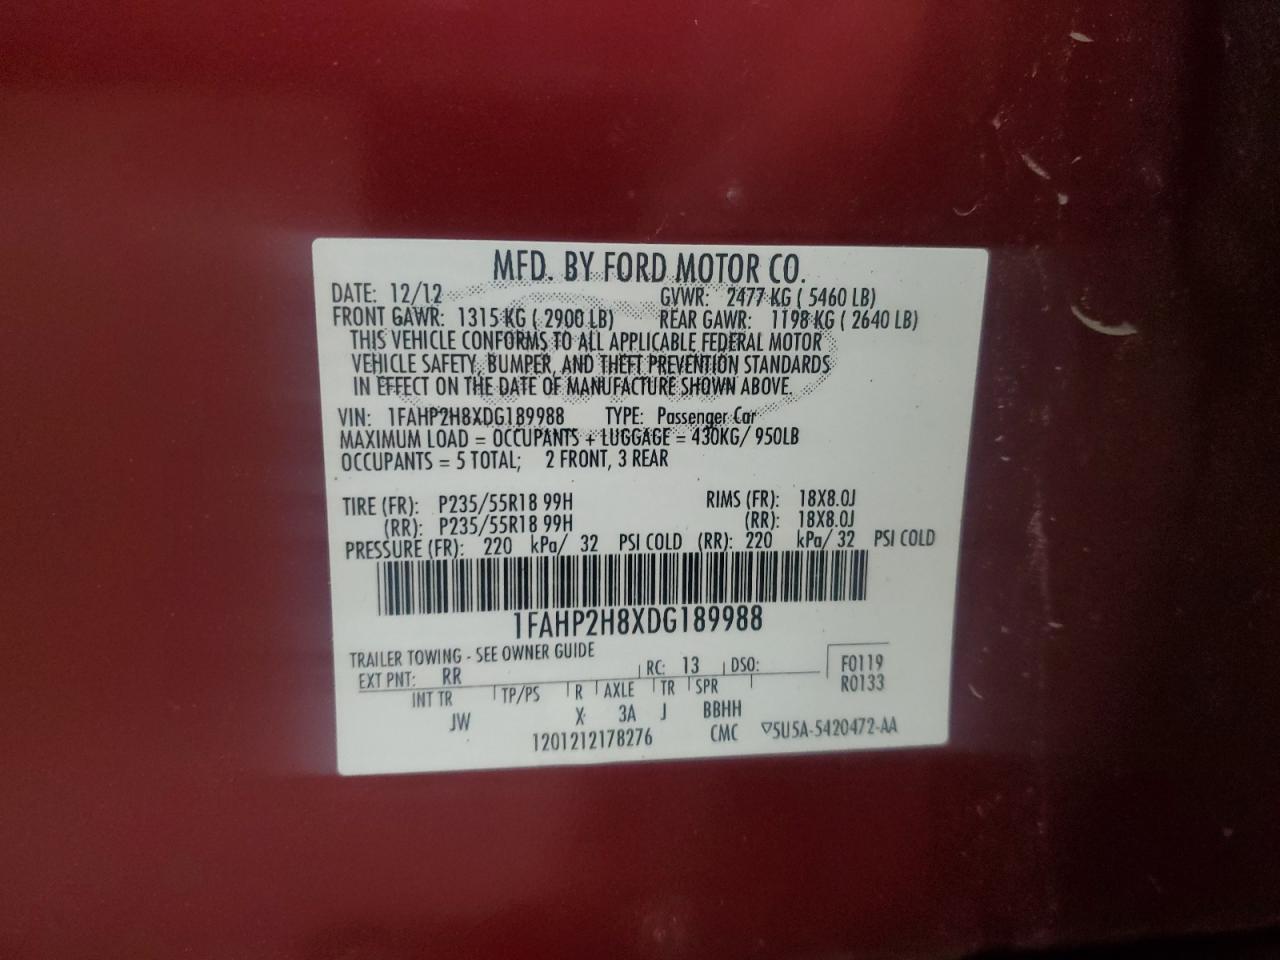 MFD. BY FORD MOTOR CO.
DATE: 12/12 GVWR: 2477 KG ( 5460 LB)
FRONT GAWR: 1315 KG ( 2900 LB) REAR GAWR: 1198 KG ( 2640 LB)
THIS VEHICLE CONFORMS TO ALL APPLICABLE FEDERAL MOTOR
VEHICLE SAFETY, BUMPER, AND THEFT PREVENTION STANDARDS
IN EFFECT ON THE DATE OF MANUFACTURE SHOWN ABOVE.
VIN: 1FAHP2H8XDG189988 TYPE: Passenger Car
MAXIMUM LOAD = OCCUPANTS + LUGGAGE = 430KG/ 950LB
OCCUPANTS = 5 TOTAL; 2 FRONT, 3 REAR
TIRE (FR): P235/55R18 99H RIMS (FR): 18X8.0J
(RR): P235/55R18 99H (RR): 18X8.0J
PRESSURE (FR): 220 kPa/ 32 PSI COLD (RR): 220 kPa/ 32 PSI COLD
1FAHP2H8XDG189988
TRAILER TOWING - SEE OWNER GUIDE
EXT PNT: RR RC: 13 DSO: F0119
R0133
INT TR TP/PS R AXLE TR SPR
JW X 3A J BBHH
1201212178276 CMC ▽5U5A-5420472-AA